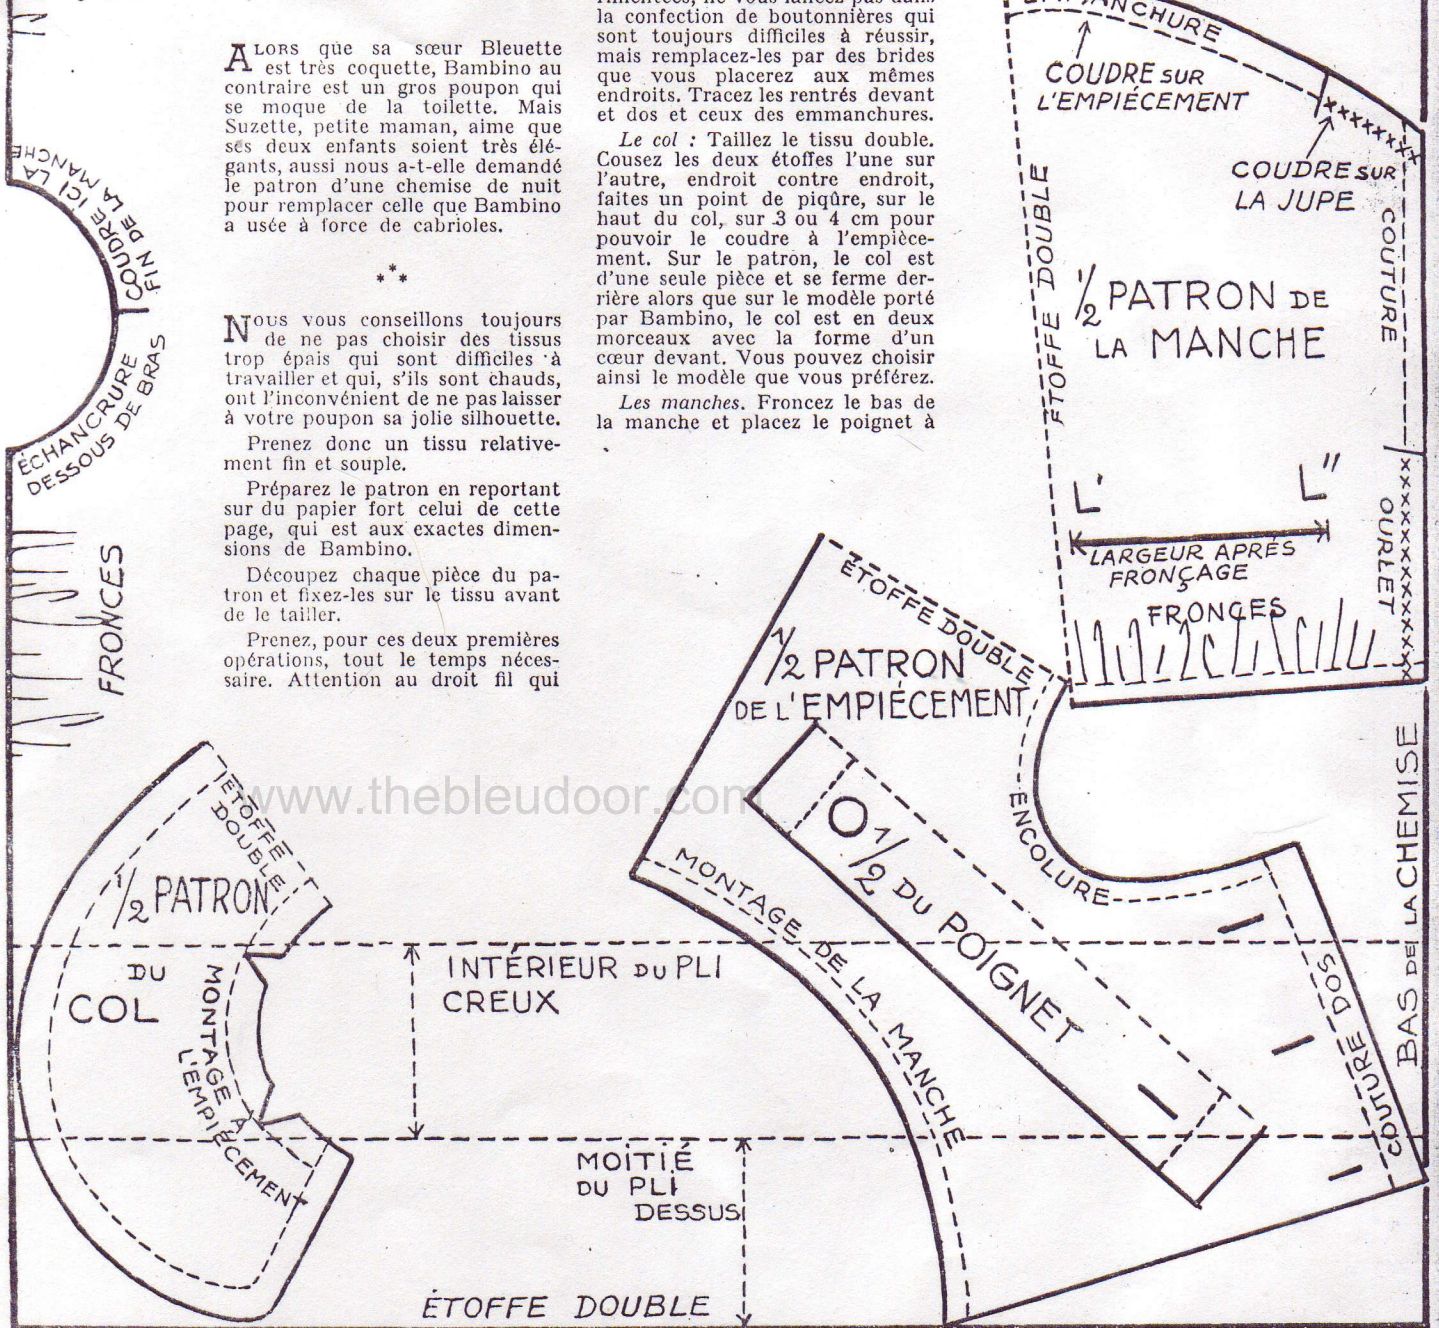 ALORS que sa sœur Bleuette
est très coquette, Bambino au
contraire est un gros poupon qui
se moque de la toilette. Mais
Suzette, petite maman, aime que
ses deux enfants soient très élé-
gants, aussi nous a-t-elle demandé
le patron d'une chemise de nuit
pour remplacer celle que Bambino
a usée à force de cabrioles.
***
NOUS vous conseillons toujours
de ne pas choisir des tissus
trop épais qui sont difficiles à
travailler et qui, s'ils sont chauds,
ont l'inconvénient de ne pas laisser
à votre poupon sa jolie silhouette.
Prenez donc un tissu relative-
ment fin et souple.
Préparez le patron en reportant
sur du papier fort celui de cette
page, qui est aux exactes dimen-
sions de Bambino.
Découpez chaque pièce du pa-
tron et fixez-les sur le tissu avant
de le tailler.
Prenez, pour ces deux premières
opérations, tout le temps néces-
saire. Attention au droit fil qui
la confection de boutonnières qui
sont toujours difficiles à réussir,
mais remplacez-les par des brides
que vous placerez aux mêmes
endroits. Tracez les rentrés devant
et dos et ceux des emmanchures.
Le col : Taillez le tissu double.
Cousez les deux étoffes l'une sur
l'autre, endroit contre endroit,
faites un point de piqûre, sur le
haut du col, sur 3 ou 4 cm pour
pouvoir le coudre à l'empièce-
ment. Sur le patron, le col est
d'une seule pièce et se ferme der-
rière alors que sur le modèle porté
par Bambino, le col est en deux
morceaux avec la forme d'un
cœur devant. Vous pouvez choisir
ainsi le modèle que vous préférez.
Les manches. Froncez le bas de
la manche et placez le poignet à
COUDRE ICI LA
FIN DE LA MANCHE
ÉCHANCRURE
DESSOUS DE BRAS
FRONCES
COUDRE SUR
L'EMPIÉCEMENT
COUDRE SUR
LA JUPE
ÉTOFFE DOUBLE
COUTURE
1/2 PATRON DE
LA MANCHE
L' L"
LARGEUR APRÈS
FRONÇAGE
FRONCES
OURLET
ÉTOFFE DOUBLE
1/2 PATRON
DE L'EMPIÉCEMENT
ENCOLURE
MONTAGE DE LA MANCHE
COUTURE DOS
O 1/2 DU POIGNET
BAS DE LA CHEMISE
www.thebleudoor.com
ÉTOFFE
DOUBLE
1/2 PATRON
DU
COL
MONTAGE À
L'EMPIÉCEMENT
INTÉRIEUR DU PLI
CREUX
MOITIÉ
DU PLI
DESSUS
ÉTOFFE DOUBLE